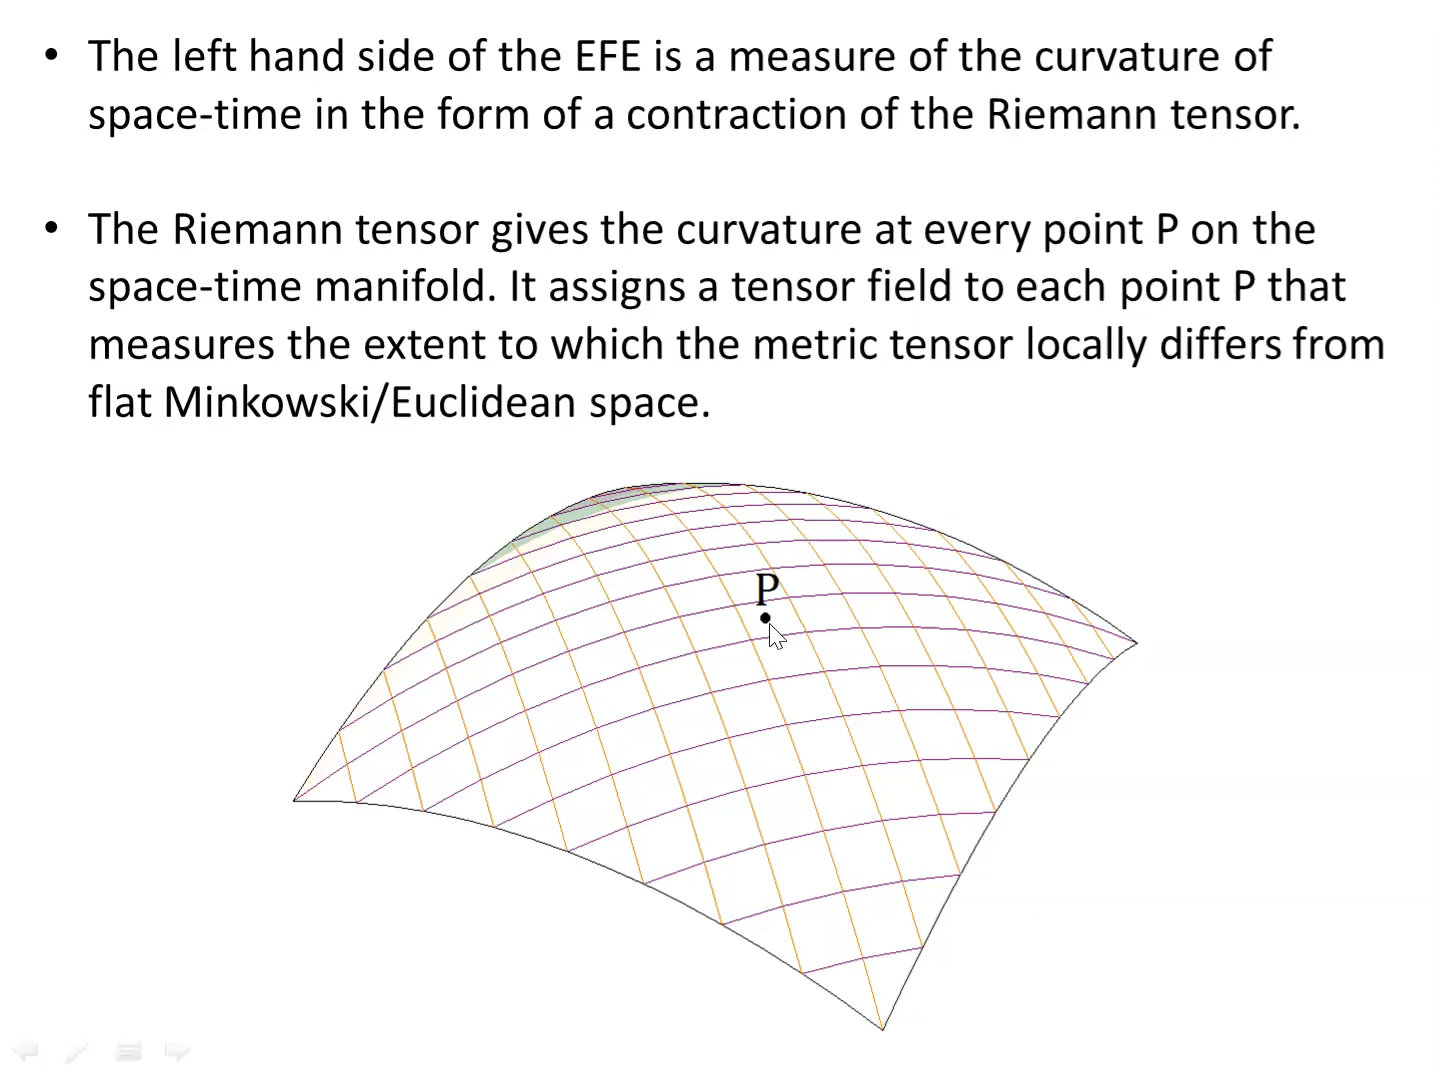 • The left hand side of the EFE is a measure of the curvature of
space-time in the form of a contraction of the Riemann tensor.
• The Riemann tensor gives the curvature at every point P on the
space-time manifold. It assigns a tensor field to each point P that
measures the extent to which the metric tensor locally differs from
flat Minkowski/Euclidean space.
P